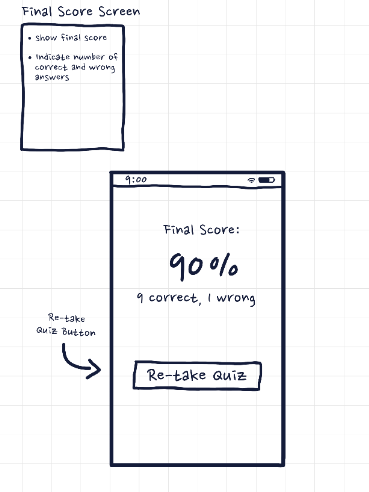 Final Score Screen
• Show final score
• Indicate number of
correct and wrong
answers
9:00
Final Score:
90%
9 correct, 1 wrong
Re-take
Quiz Button
Re-take Quiz